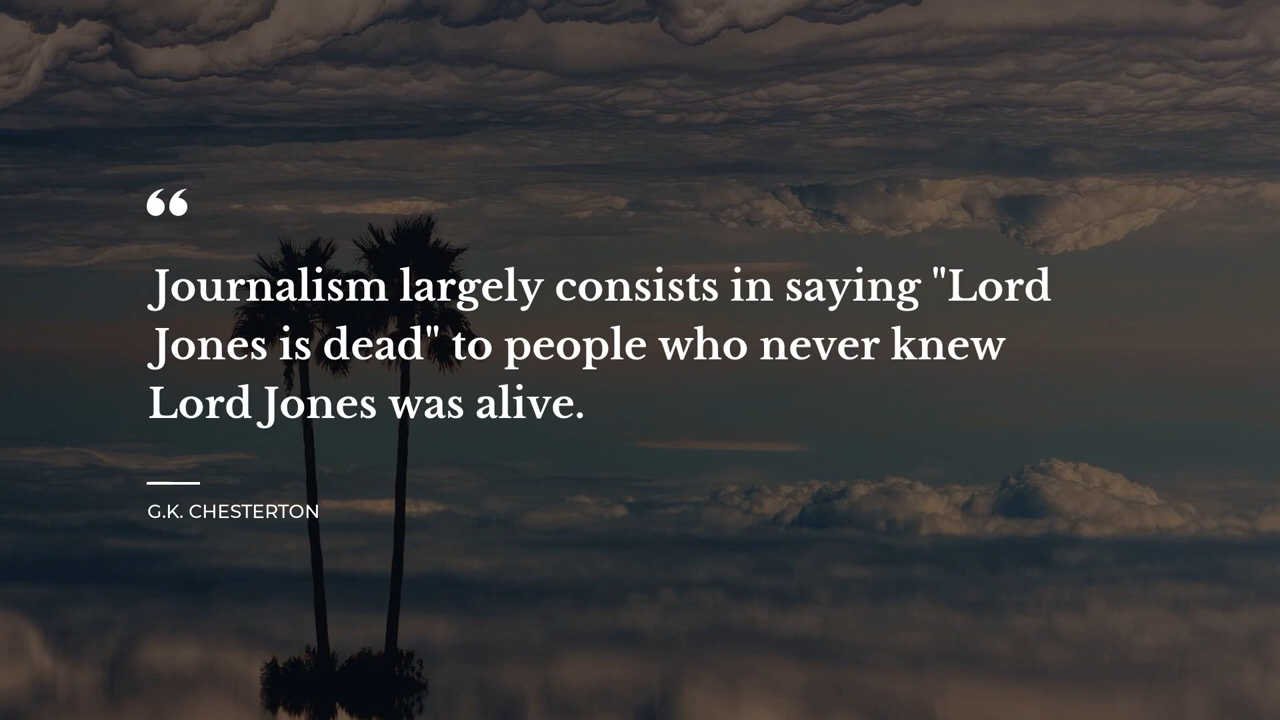 “
Journalism largely consists in saying "Lord
Jones is dead" to people who never knew
Lord Jones was alive.
G.K. CHESTERTON